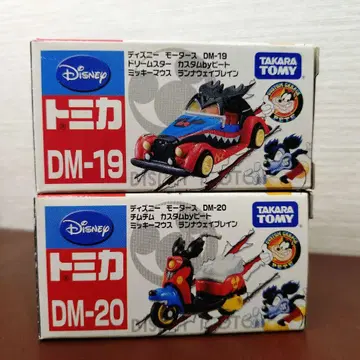 Disney
ディズニー モータース DM-19
ドリームスター カスタムbyピート
ミッキーマウス ランナウェイブレイン
TAKARA
TOMY
トミカ
DM-19
Disney
ディズニー モータース DM-20
チムチム カスタムbyピート
ミッキーマウス ランナウェイブレイン
TAKARA
TOMY
トミカ
DM-20